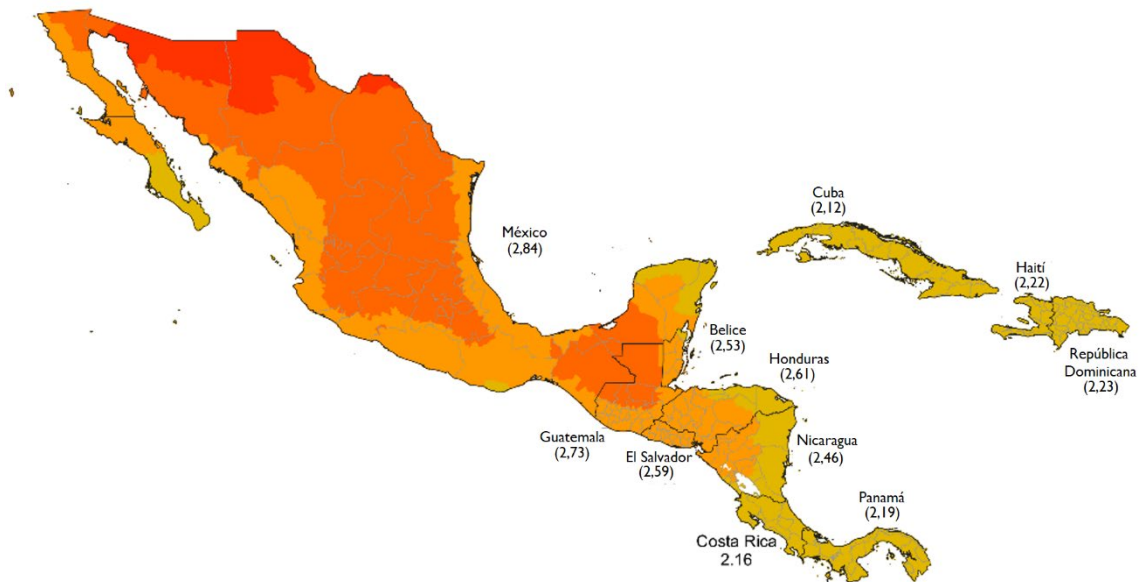 Cuba
(2,12)
México
(2,84)
Haití
(2,22)
Belice
(2,53)
República
Dominicana
(2,23)
Honduras
(2,61)
Guatemala
(2,73)
El Salvador
(2,59)
Nicaragua
(2,46)
Panamá
(2,19)
Costa Rica
2.16